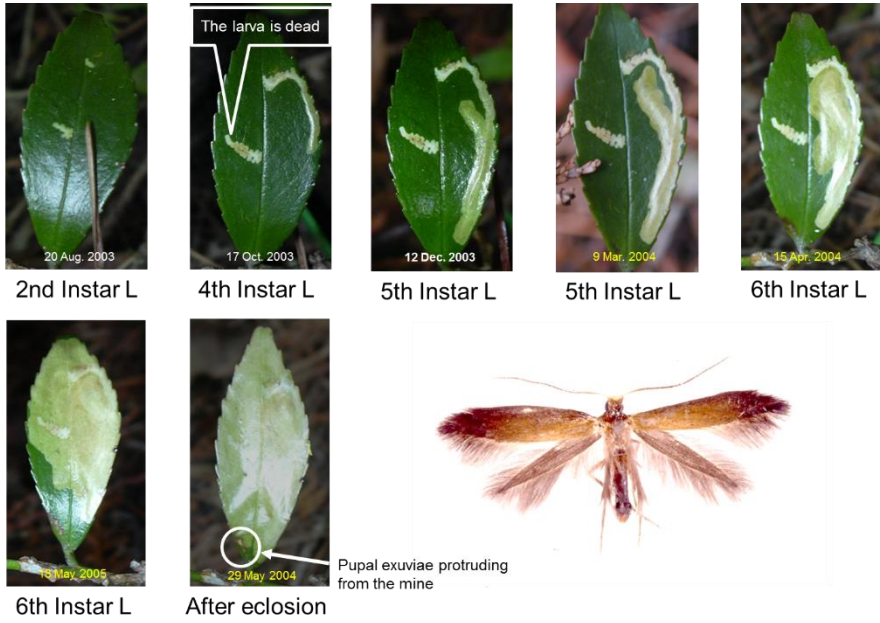 The larva is dead
20 Aug. 2003
17 Oct. 2003
12 Dec. 2003
9 Mar. 2004
15 Apr. 2004
2nd Instar L
4th Instar L
5th Instar L
5th Instar L
6th Instar L
18 May 2005
29 May 2004
Pupal exuviae protruding
from the mine
6th Instar L
After eclosion